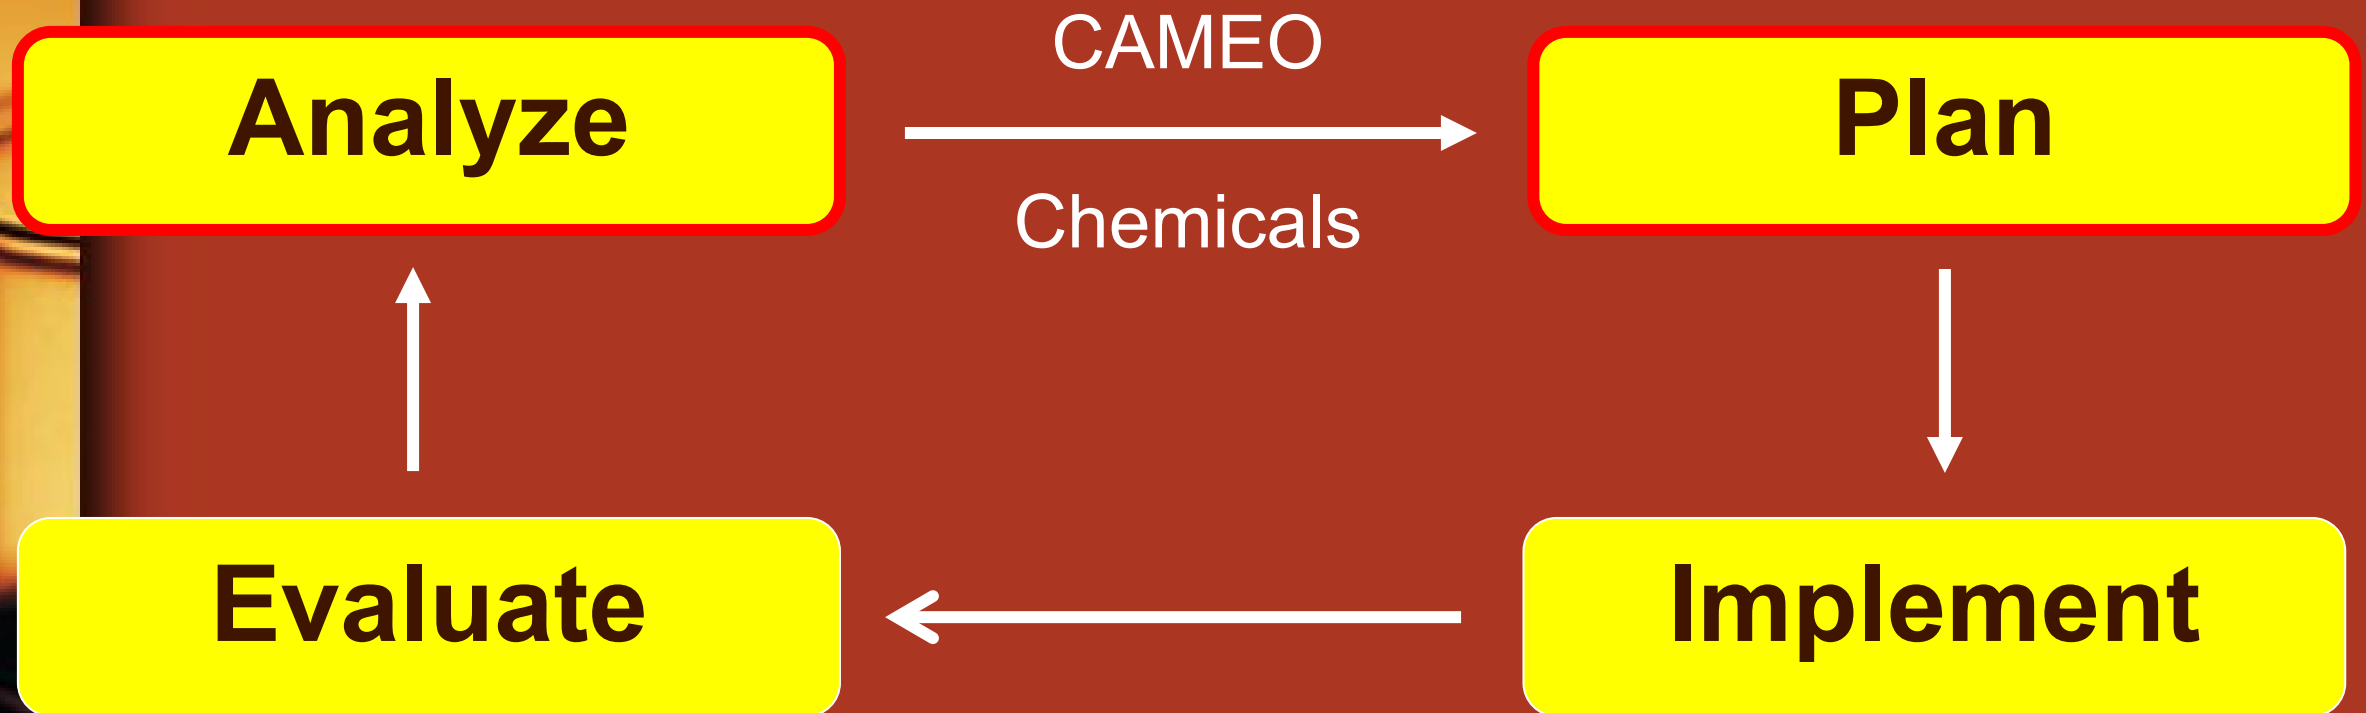 CAMEO
Analyze
Plan
Chemicals
Evaluate
Implement